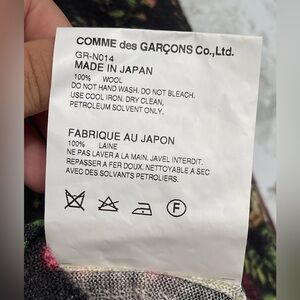 COMME des GARÇONS Co.,Ltd.
GR-N014
MADE IN JAPAN
100% WOOL
DO NOT HAND WASH. DO NOT BLEACH.
USE COOL IRON. DRY CLEAN,
PETROLEUM SOLVENT ONLY.
FABRIQUE AU JAPON
100% LAINE
NE PAS LAVER A LA MAIN. JAVEL INTERDIT.
REPASSER A FER DOUX. NETTOYABLE A SEC
AVEC DES SOLVANTS PETROLIERS.
F